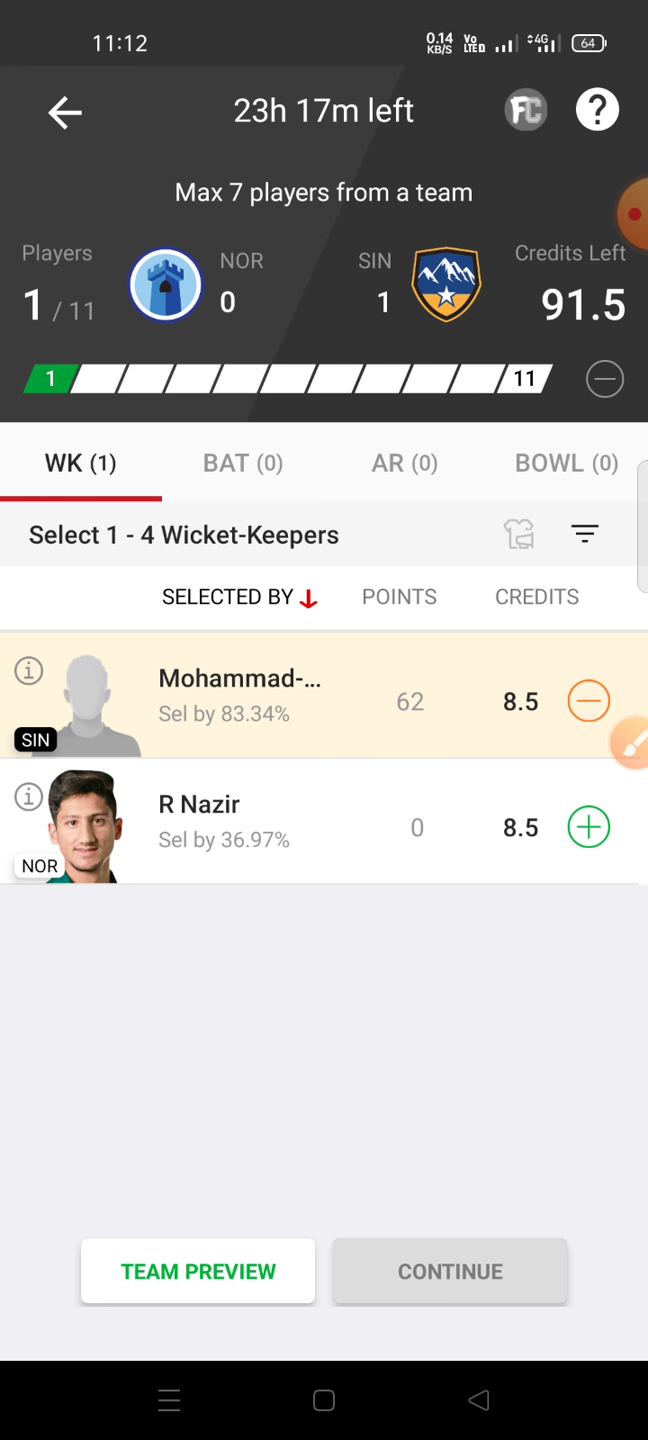 11:12
0.14 KB/S VoLTED 4G 64
23h 17m left FC ?
Max 7 players from a team
Players NOR SIN Credits Left
1 / 11 0 1 91.5
1 11
WK (1) BAT (0) AR (0) BOWL (0)
Select 1 - 4 Wicket-Keepers
SELECTED BY POINTS CREDITS
Mohammad-...
Sel by 83.34% 62 8.5
SIN
R Nazir
Sel by 36.97% 0 8.5
NOR
TEAM PREVIEW CONTINUE